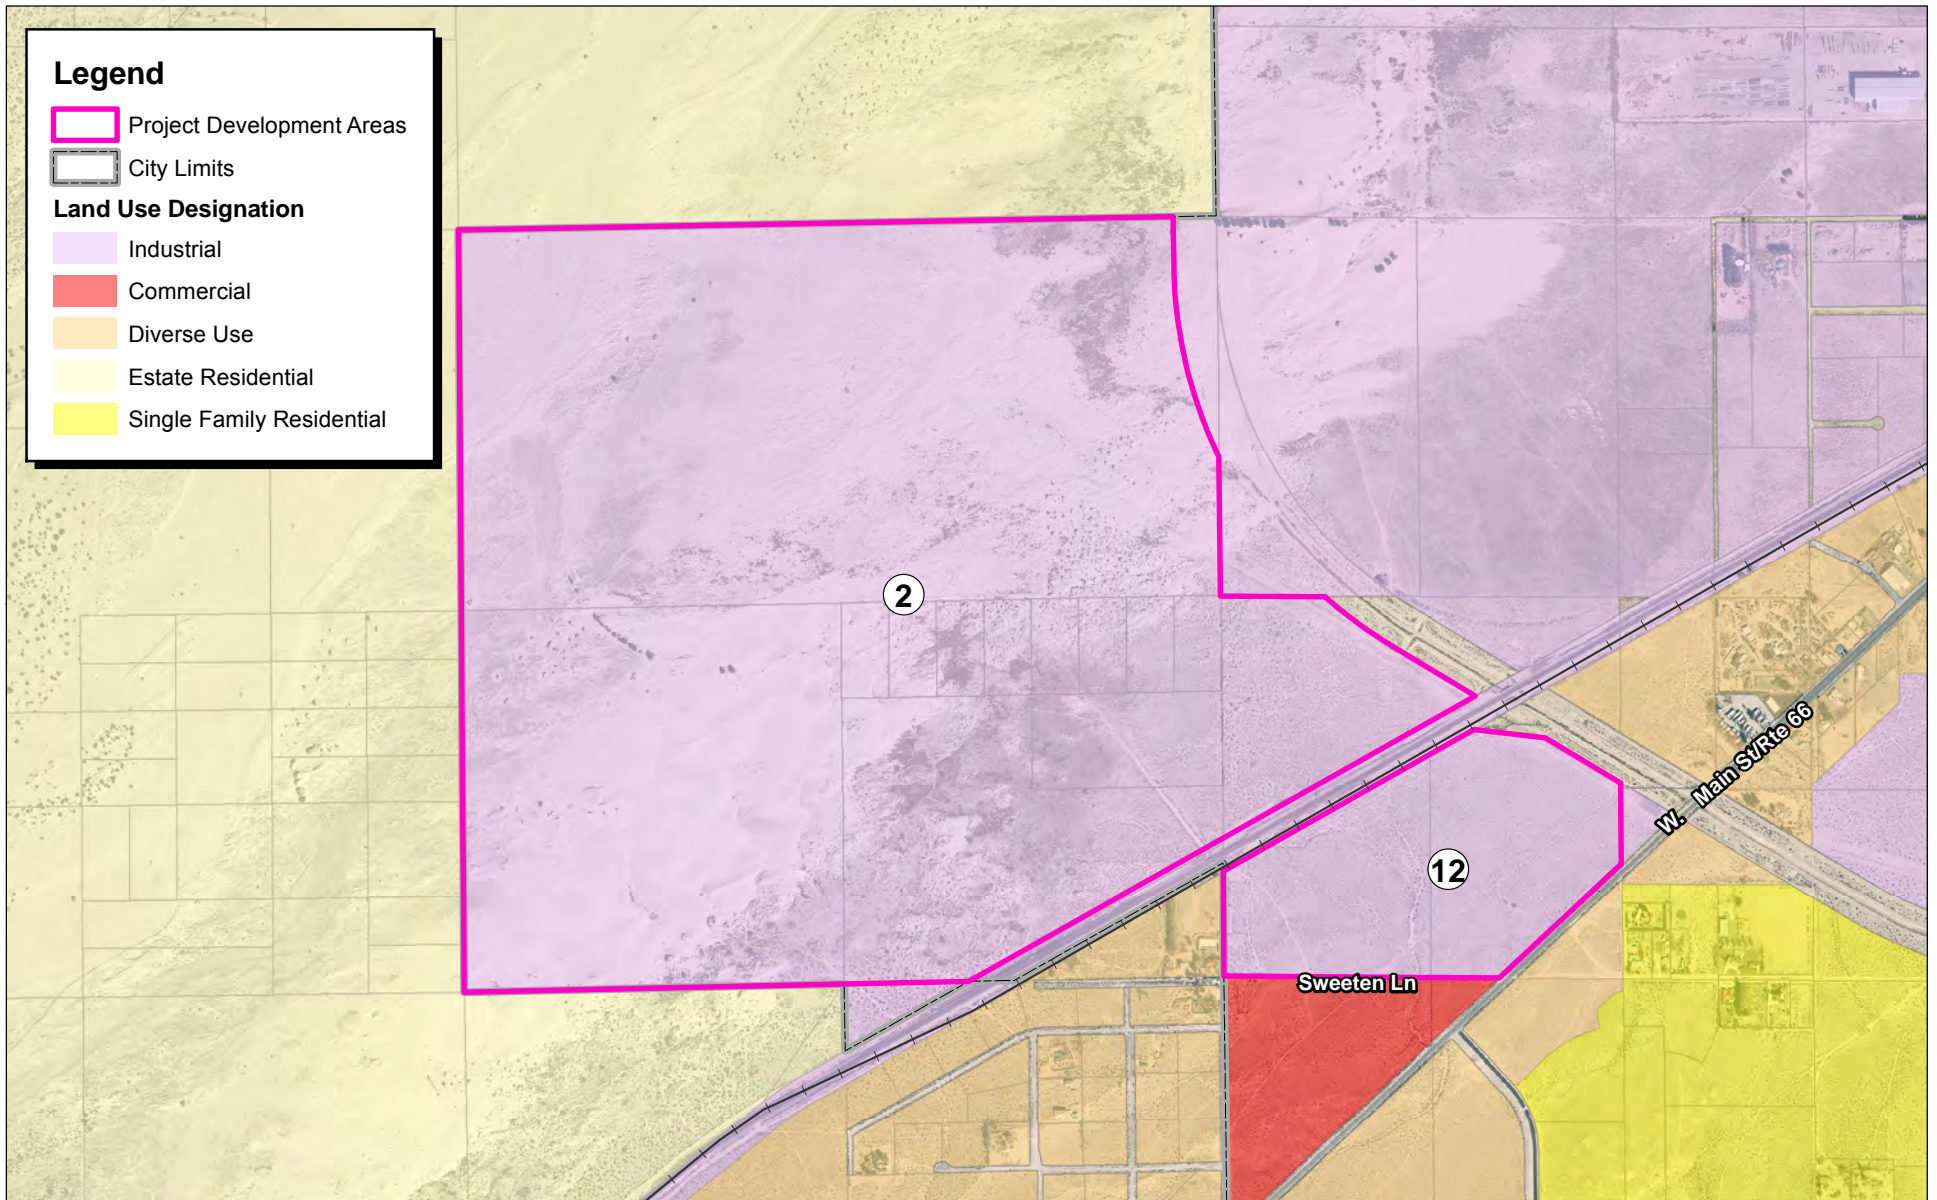 Legend
Project Development Areas
City Limits
Land Use Designation
Industrial
Commercial
Diverse Use
Estate Residential
Single Family Residential
2
12
W. Main St/Rte 66
Sweeten Ln